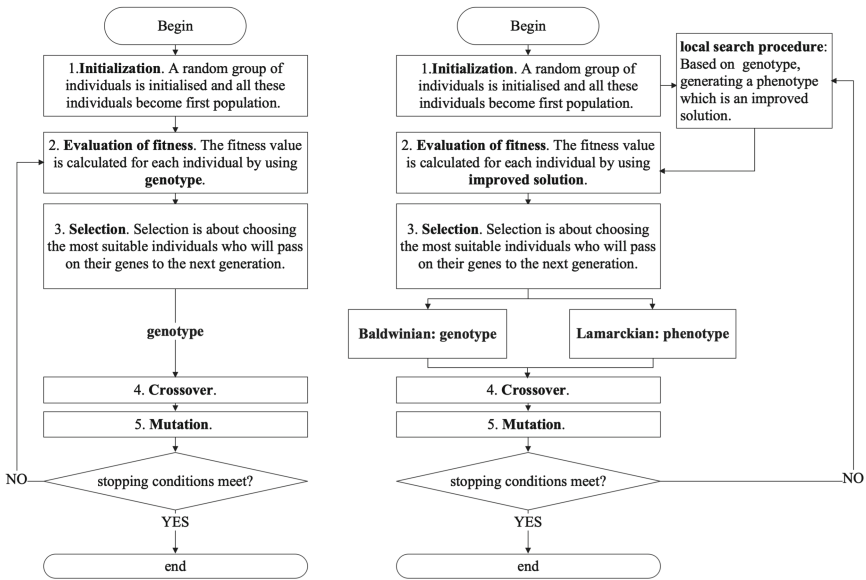 Begin
1.Initialization. A random group of
individuals is initialised and all these
individuals become first population.
2. Evaluation of fitness. The fitness value
is calculated for each individual by using
genotype.
3. Selection. Selection is about choosing
the most suitable individuals who will pass
on their genes to the next generation.
genotype
4. Crossover.
5. Mutation.
stopping conditions meet?
NO
YES
end
Begin
1.Initialization. A random group of
individuals is initialised and all these
individuals become first population.
local search procedure:
Based on genotype,
generating a phenotype
which is an improved
solution.
2. Evaluation of fitness. The fitness value
is calculated for each individual by using
improved solution.
3. Selection. Selection is about choosing
the most suitable individuals who will pass
on their genes to the next generation.
Baldwinian: genotype
Lamarckian: phenotype
4. Crossover.
5. Mutation.
stopping conditions meet?
NO
YES
end